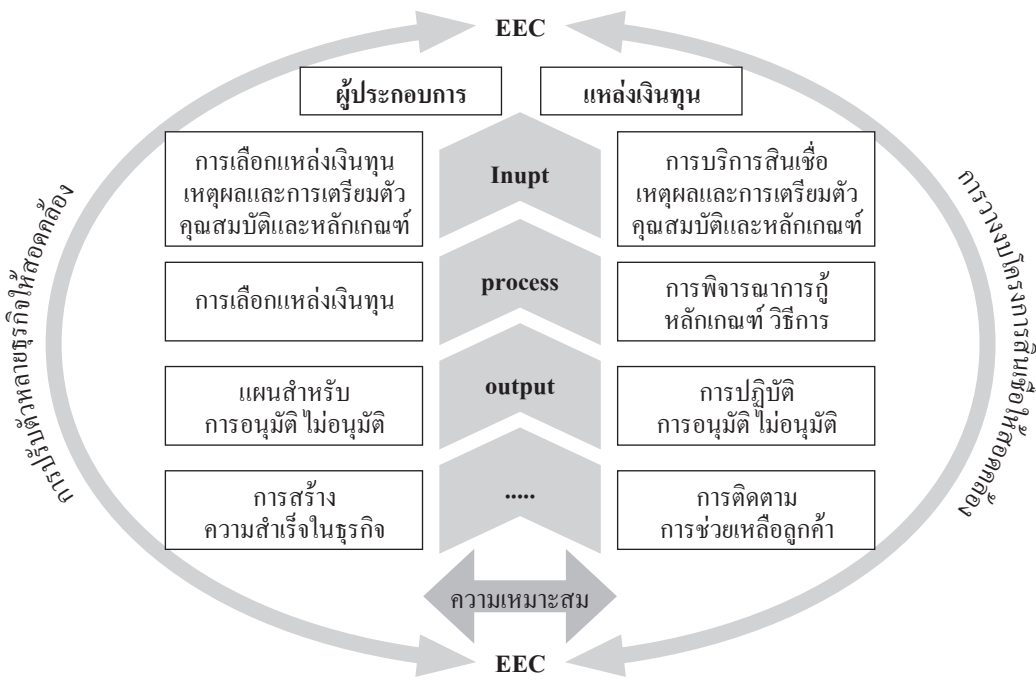 EEC
ผู้ประกอบการ
แหล่งเงินทุน
การเลือกแหล่งเงินทุน
เหตุผลและการเตรียมตัว
คุณสมบัติและหลักเกณฑ์
Inupt
การบริการสินเชื่อ
เหตุผลและการเตรียมตัว
คุณสมบัติและหลักเกณฑ์
การเลือกแหล่งเงินทุน
process
การพิจารณาการกู้
หลักเกณฑ์ วิธีการ
แผนสำหรับ
การอนุมัติ ไม่อนุมัติ
output
การปฏิบัติ
การอนุมัติ ไม่อนุมัติ
การสร้าง
ความสำเร็จในธุรกิจ
.....
การติดตาม
การช่วยเหลือลูกค้า
ความเหมาะสม
EEC
การปรับตัวหลายธุรกิจให้สอดคล้อง
การวางงบโครงการสินเชื่อให้สอดคล้อง